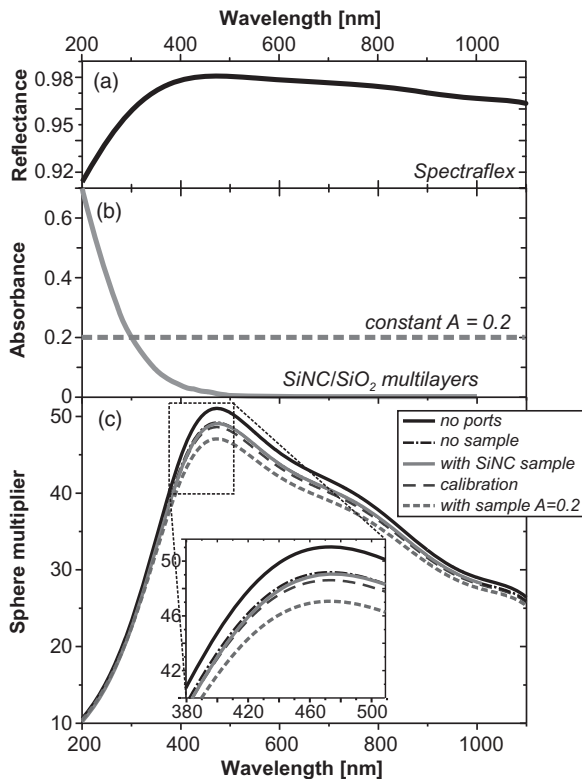 Wavelength [nm]
200 400 600 800 1000
(a)
0.98
0.95
0.92
Reflectance
Spectraflex
(b)
0.6
0.4
0.2
0
Absorbance
constant A = 0.2
SiNC/SiO2 multilayers
(c)
50
40
30
20
10
Sphere multiplier
no ports
no sample
with SiNC sample
calibration
with sample A=0.2
50
48
46
44
42
380 420 460 500
200 400 600 800 1000
Wavelength [nm]